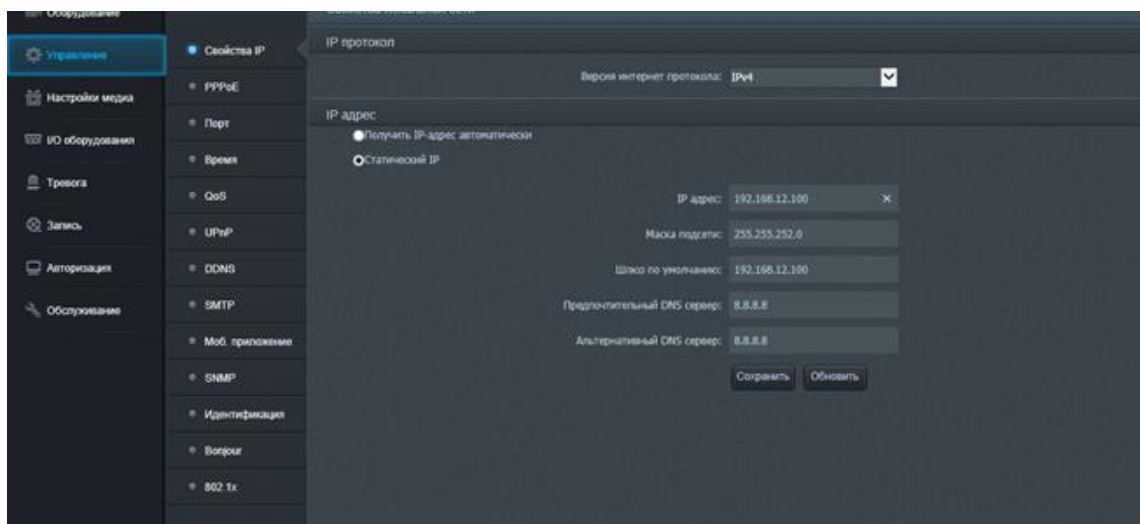 Оборудование
Управление
Настройки медиа
I/O оборудования
Тревога
Запись
Авторизация
Обслуживание
Свойства IP
PPPoE
Порт
Время
QoS
UPnP
DDNS
SMTP
Моб. приложение
SNMP
Идентификация
Bonjour
802.1x
IP протокол
Версия интернет протокола: IPv4
IP адрес
Получить IP-адрес автоматически
Статический IP
IP адрес: 192.168.12.100 ×
Маска подсети: 255.255.252.0
Шлюз по умолчанию: 192.168.12.100
Предпочтительный DNS сервер: 8.8.8.8
Альтернативный DNS сервер: 8.8.8.8
Сохранить Обновить